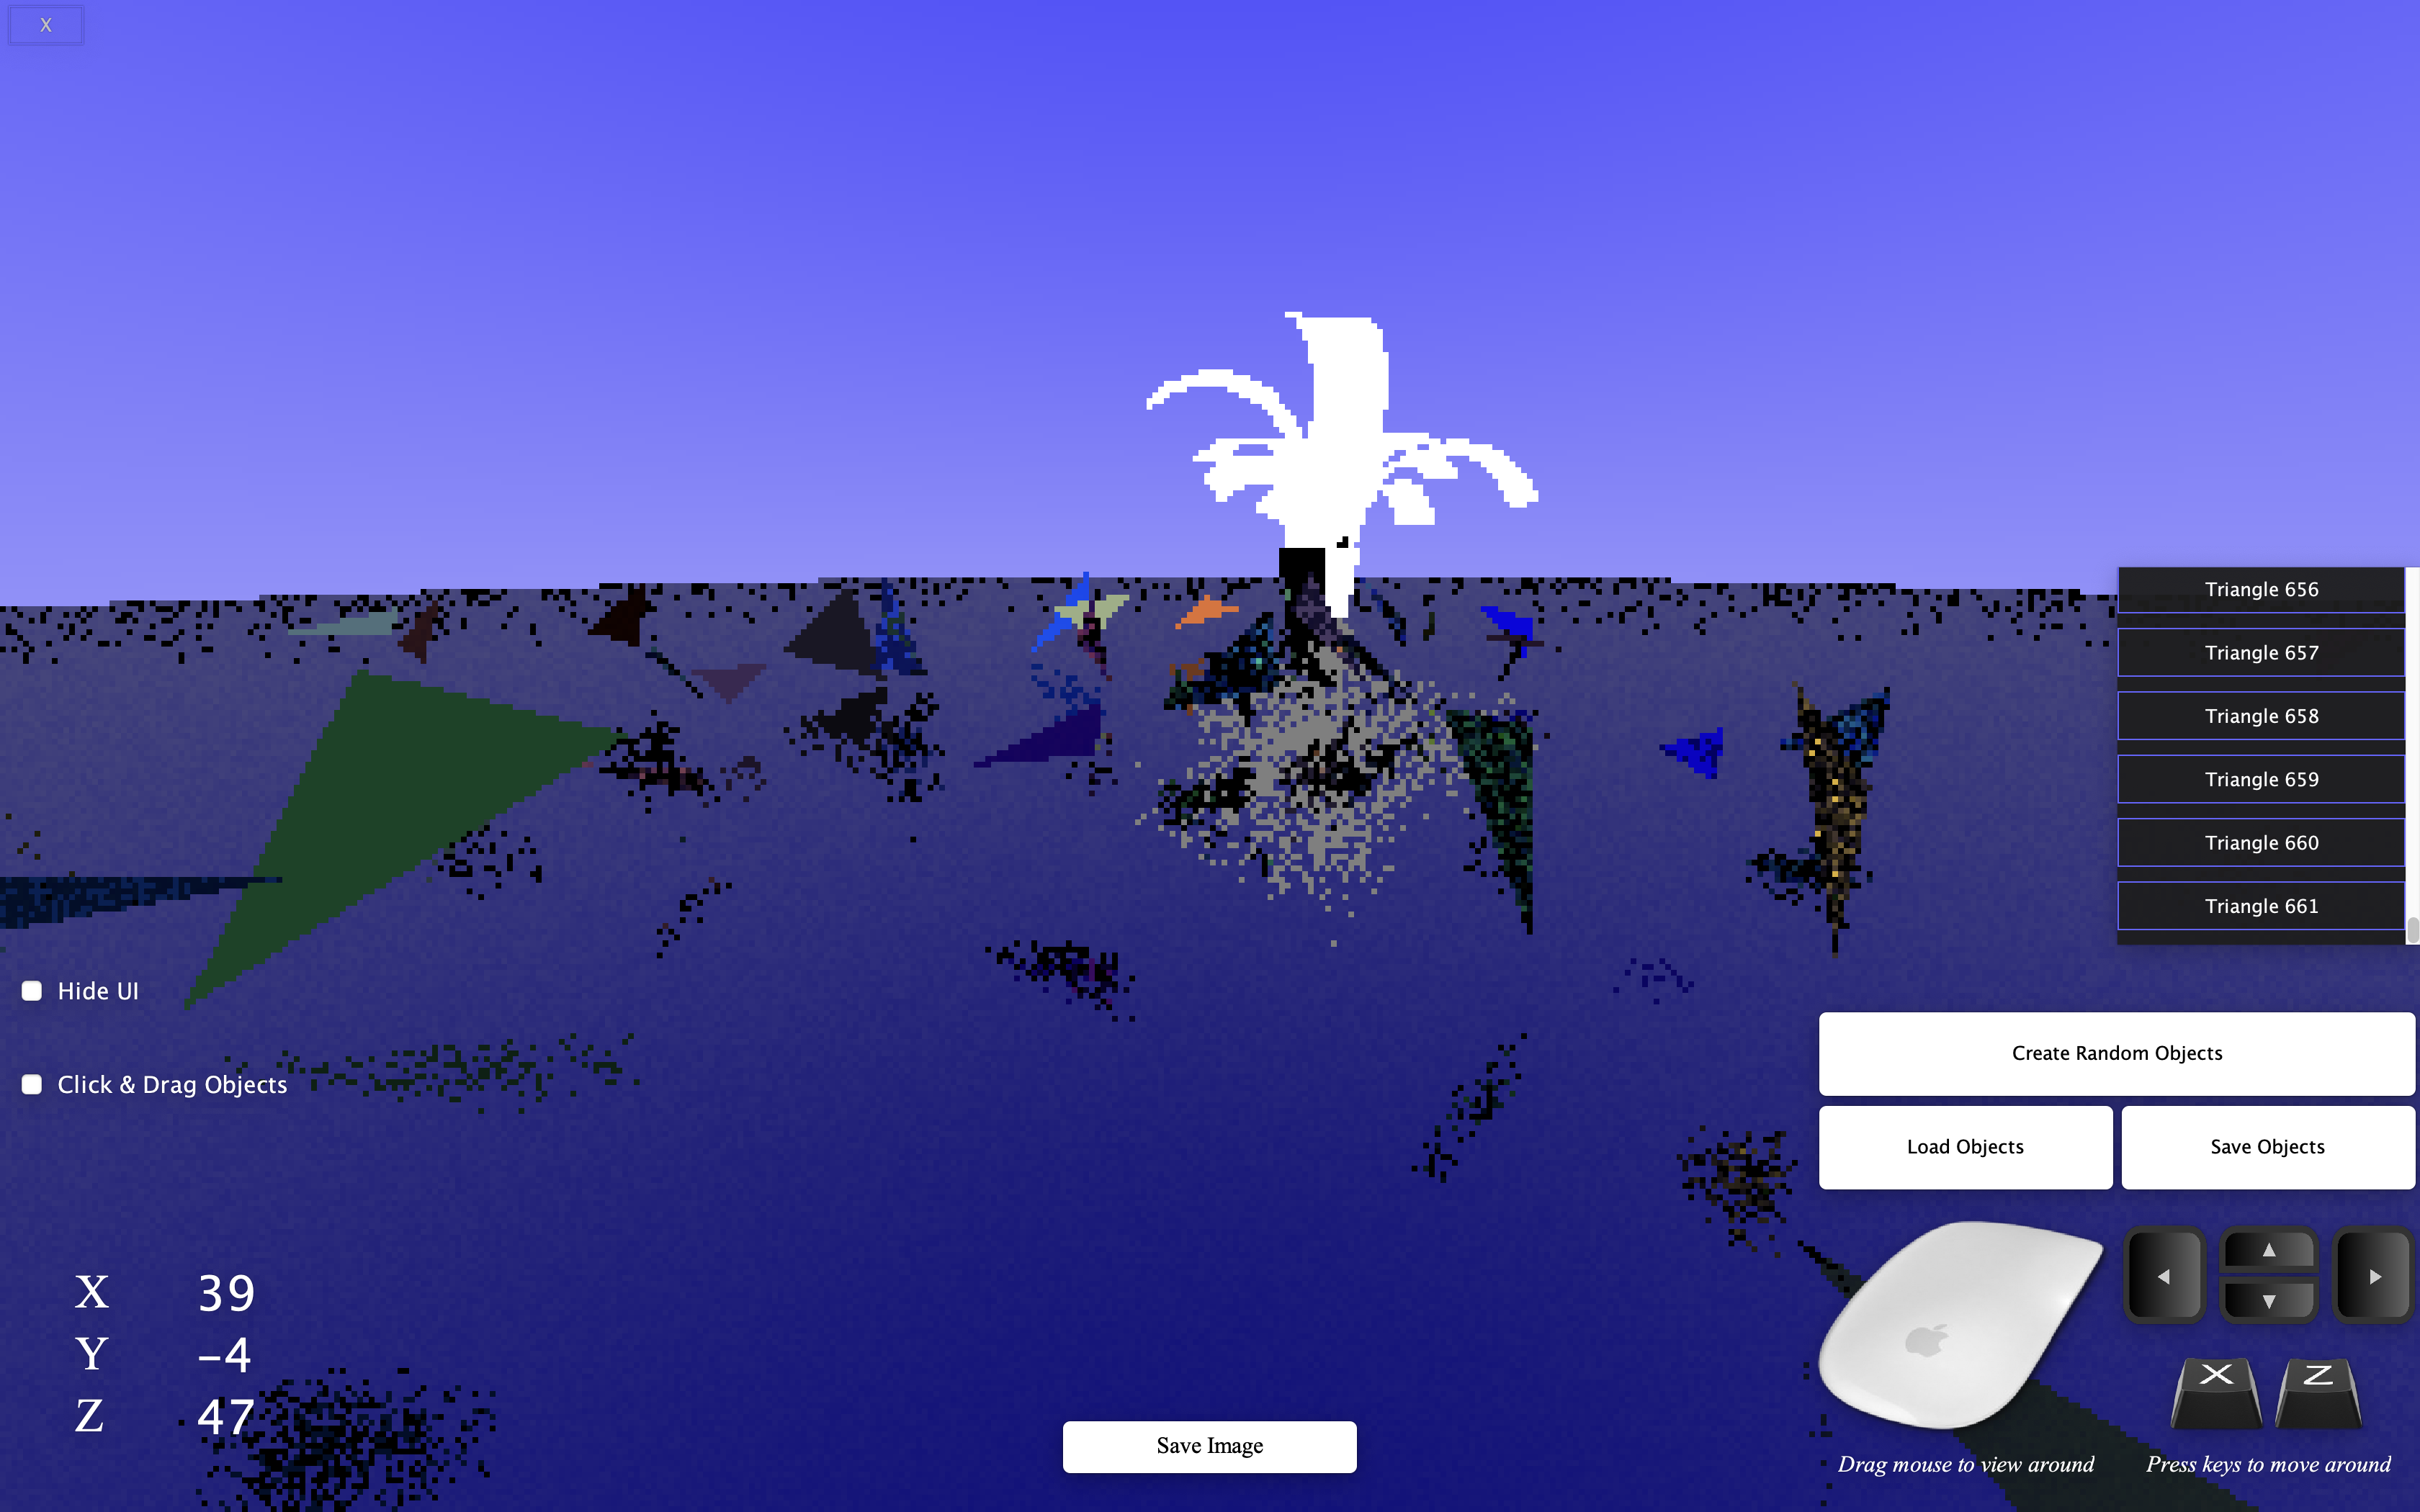 X
Triangle 656
Triangle 657
Triangle 658
Triangle 659
Triangle 660
Triangle 661
Hide UI
Click & Drag Objects
Create Random Objects
Load Objects
Save Objects
X 39
Y -4
Z 47
Save Image
X Z
Drag mouse to view around
Press keys to move around